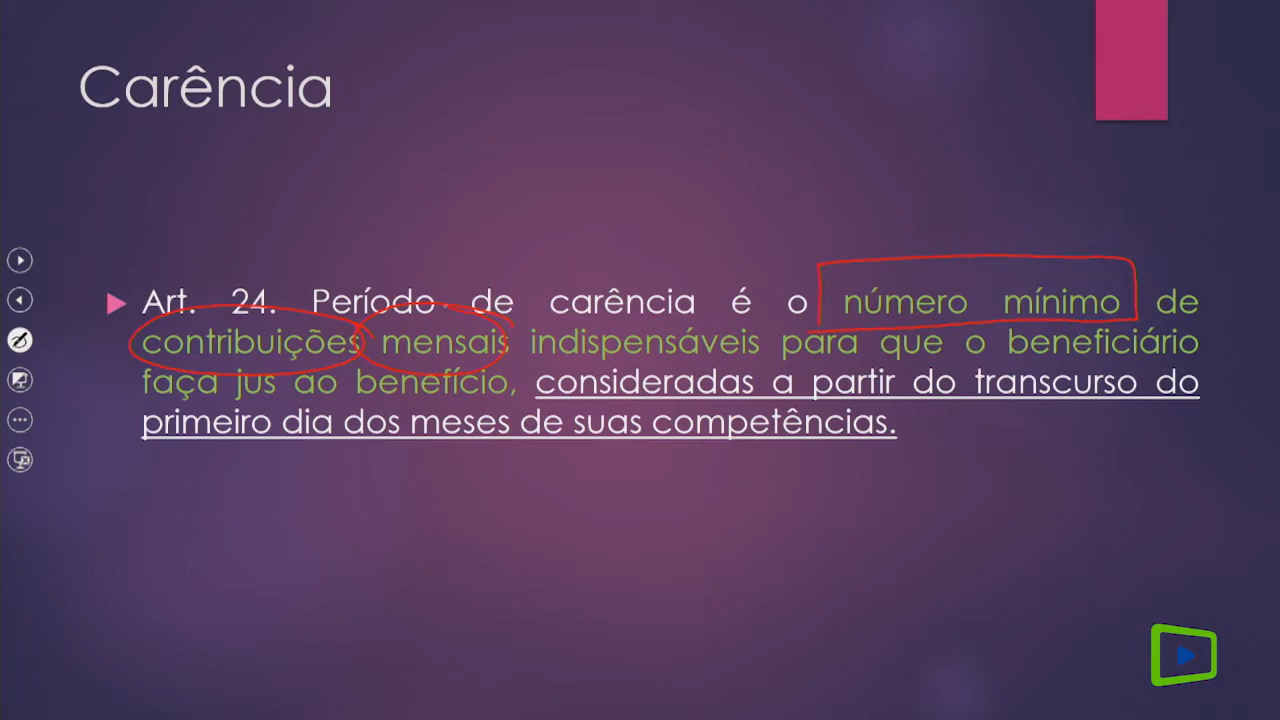 Carência
Art. 24. Período de carência é o número mínimo de
contribuições mensais indispensáveis para que o beneficiário
faça jus ao benefício, consideradas a partir do transcurso do
primeiro dia dos meses de suas competências.